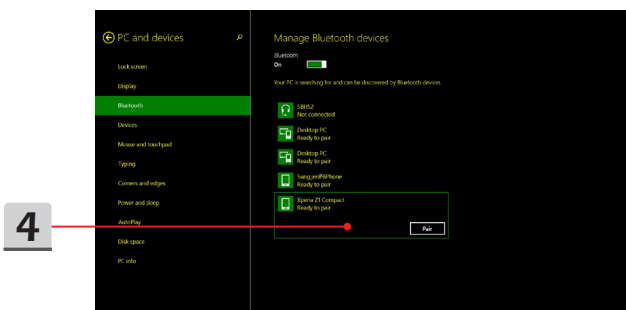 PC and devices
Lock screen
Display
Bluetooth
Devices
Mouse and touchpad
Typing
Corners and edges
Power and sleep
AutoPlay
Disk space
PC info
Manage Bluetooth devices
Bluetooth
On
Your PC is searching for and can be discovered by Bluetooth devices.
SBH52
Not connected
Desktop PC
Ready to pair
Desktop PC
Ready to pair
Ready to pair
Xperia Z1 Compact
Ready to pair
Pair
4